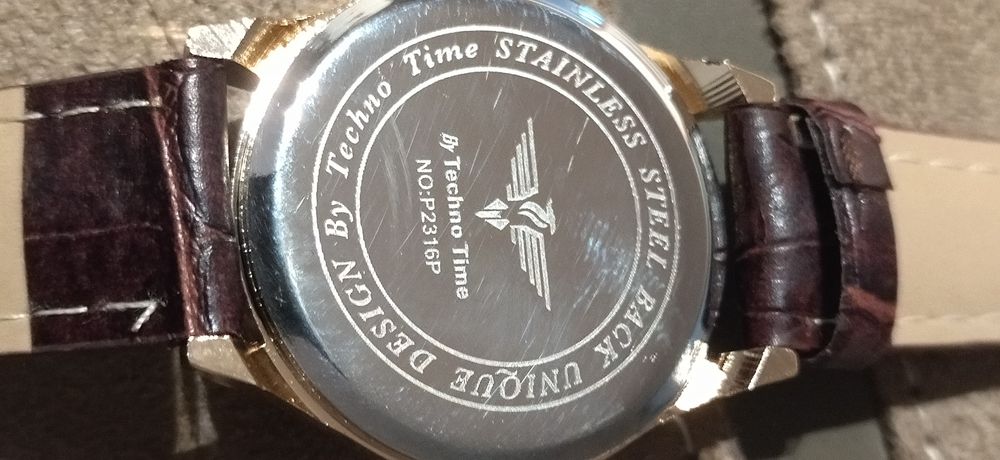 STAINLESS STEEL BACK UNIQUE DESIGN By Techno Time
By Techno Time
NO:P2316P